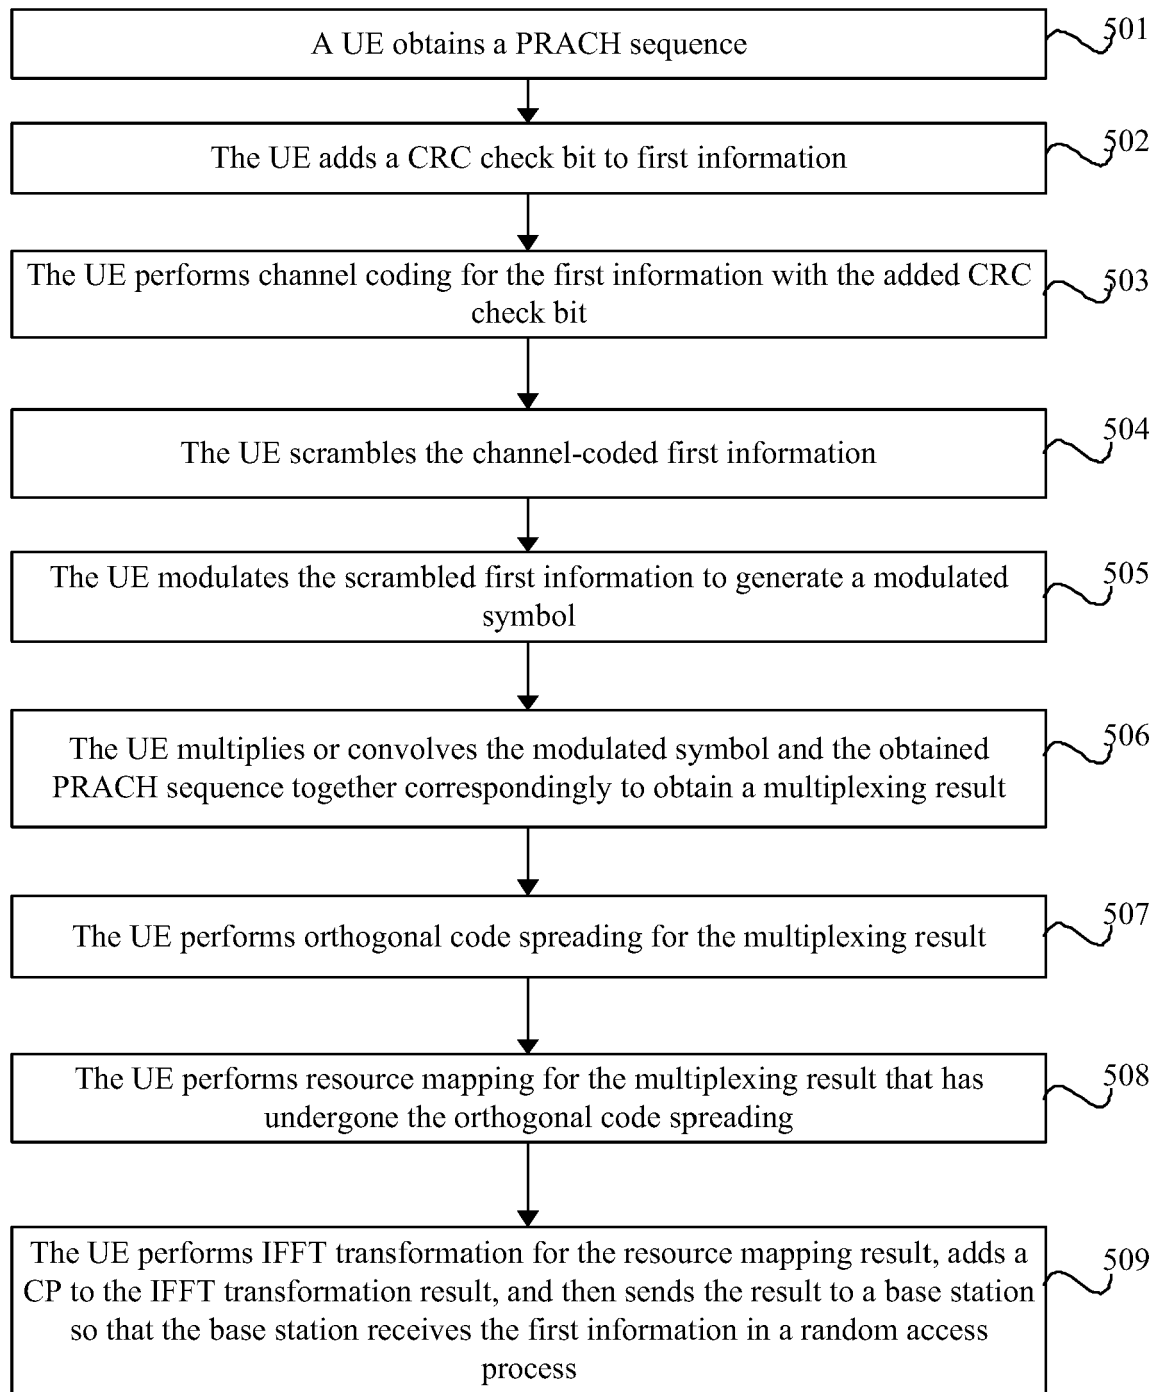 A UE obtains a PRACH sequence
501
The UE adds a CRC check bit to first information
502
The UE performs channel coding for the first information with the added CRC
check bit
503
The UE scrambles the channel-coded first information
504
The UE modulates the scrambled first information to generate a modulated
symbol
505
The UE multiplies or convolves the modulated symbol and the obtained
PRACH sequence together correspondingly to obtain a multiplexing result
506
The UE performs orthogonal code spreading for the multiplexing result
507
The UE performs resource mapping for the multiplexing result that has
undergone the orthogonal code spreading
508
The UE performs IFFT transformation for the resource mapping result, adds a
CP to the IFFT transformation result, and then sends the result to a base station
so that the base station receives the first information in a random access
process
509